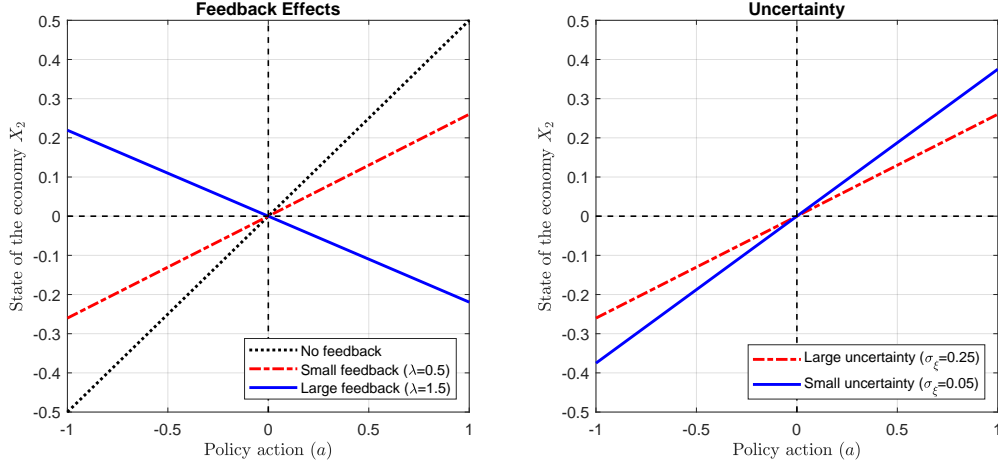 Feedback Effects
0.5
0.4
0.3
0.2
0.1
0
-0.1
-0.2
-0.3
-0.4
-0.5
State of the economy X₂
No feedback
Small feedback (λ=0.5)
Large feedback (λ=1.5)
-1
-0.5
0
0.5
1
Policy action (a)
Uncertainty
0.5
0.4
0.3
0.2
0.1
0
-0.1
-0.2
-0.3
-0.4
-0.5
State of the economy X₂
Large uncertainty (σ_ξ=0.25)
Small uncertainty (σ_ξ=0.05)
-1
-0.5
0
0.5
1
Policy action (a)